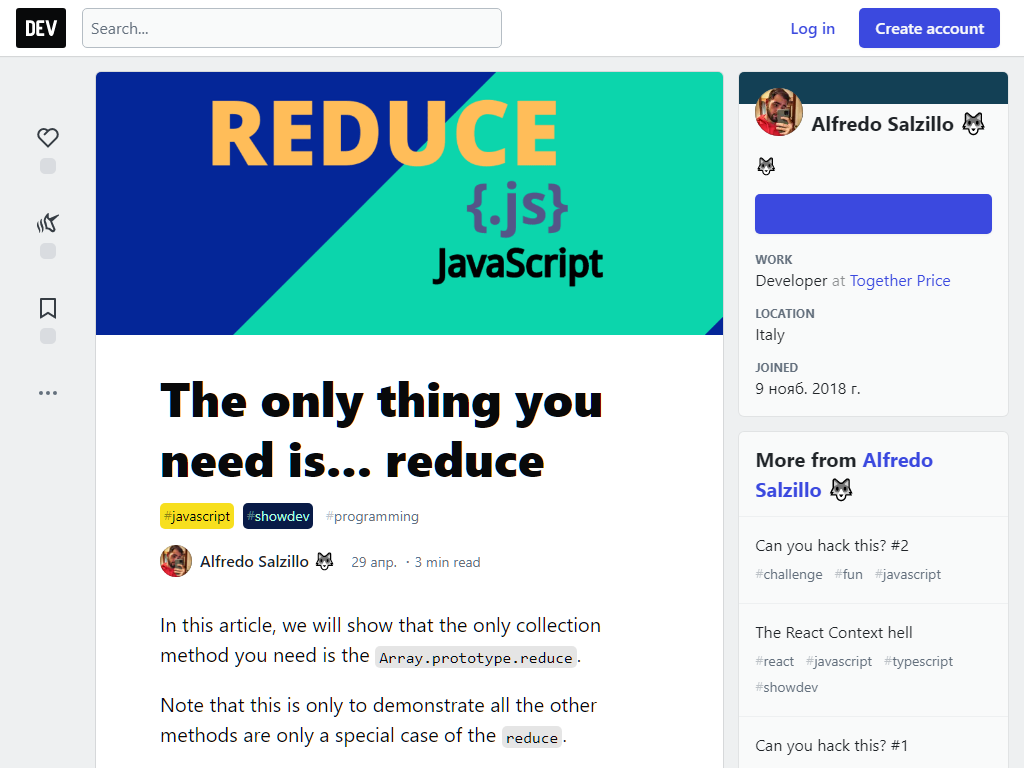 DEV
Search...
Log in
Create account
REDUCE
{.js}
JavaScript
The only thing you
need is... reduce
#javascript #showdev #programming
Alfredo Salzillo 29 апр. · 3 min read
In this article, we will show that the only collection
method you need is the Array.prototype.reduce.
Note that this is only to demonstrate all the other
methods are only a special case of the reduce.
Alfredo Salzillo
WORK
Developer at Together Price
LOCATION
Italy
JOINED
9 нояб. 2018 г.
More from Alfredo
Salzillo
Can you hack this? #2
#challenge #fun #javascript
The React Context hell
#react #javascript #typescript
#showdev
Can you hack this? #1